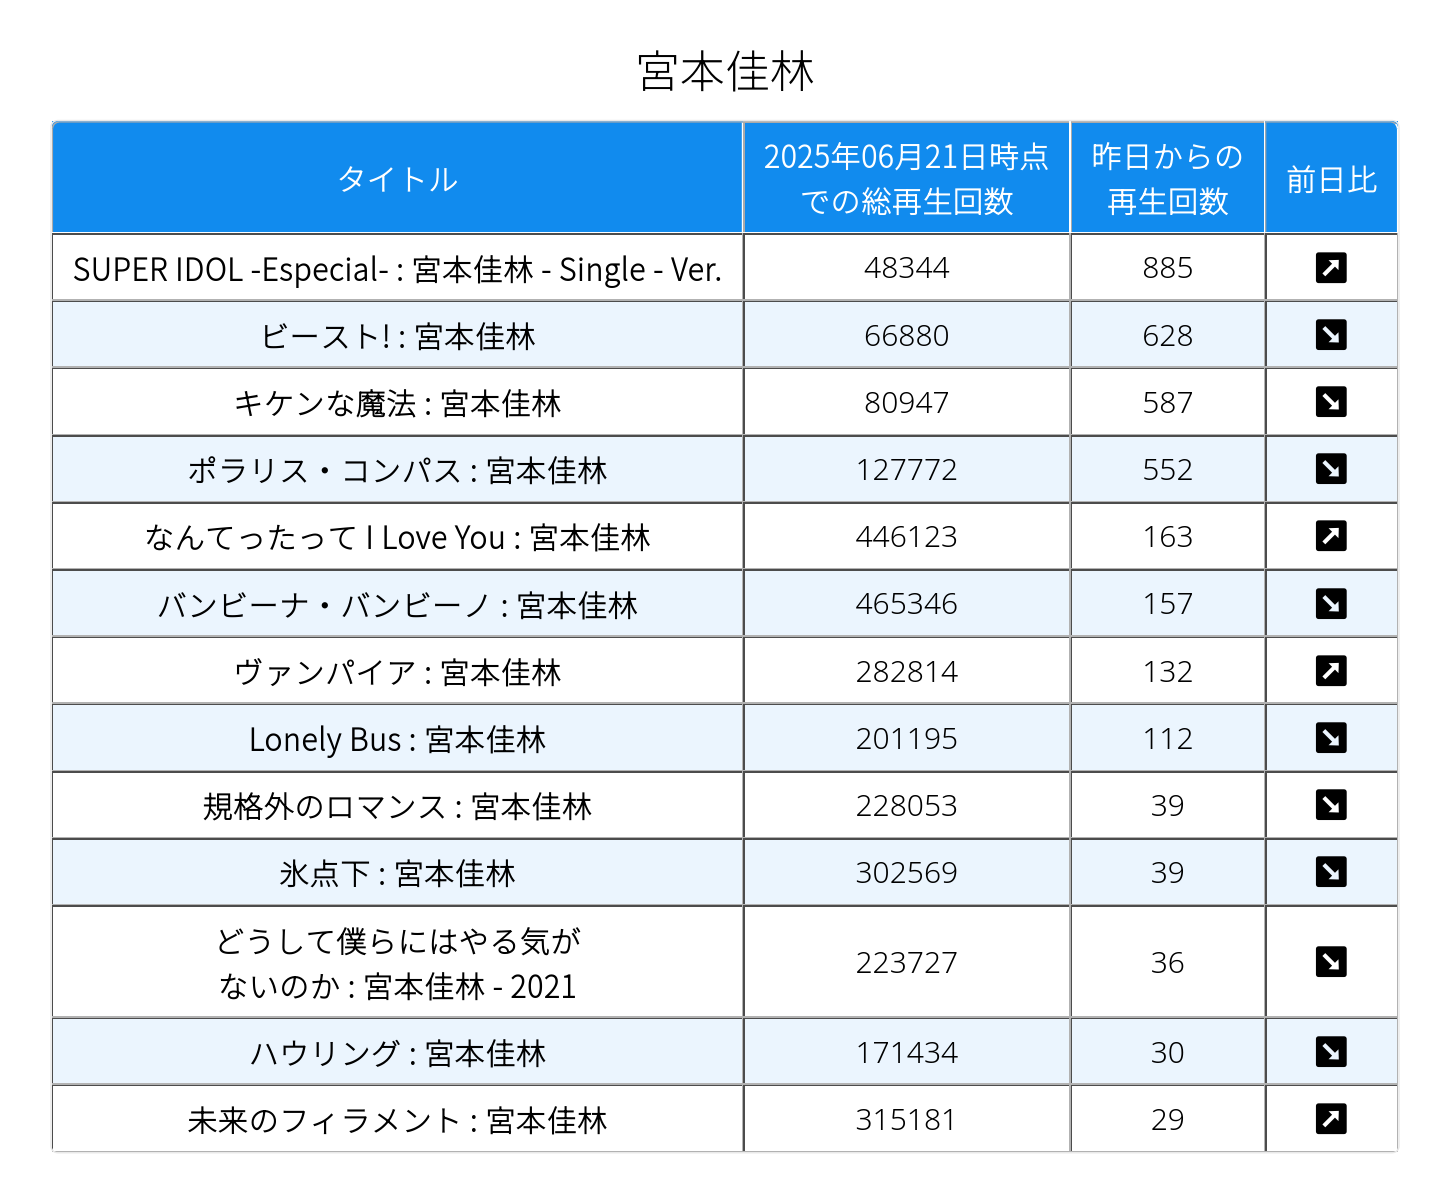 宮本佳林
タイトル
2025年06月21日時点
での総再生回数
昨日からの
再生回数
前日比
SUPER IDOL -Especial- : 宮本佳林 - Single - Ver.
48344
885
ビースト! : 宮本佳林
66880
628
キケンな魔法 : 宮本佳林
80947
587
ポラリス・コンパス : 宮本佳林
127772
552
なんてったって I Love You : 宮本佳林
446123
163
バンビーナ・バンビーノ : 宮本佳林
465346
157
ヴァンパイア : 宮本佳林
282814
132
Lonely Bus : 宮本佳林
201195
112
規格外のロマンス : 宮本佳林
228053
39
氷点下 : 宮本佳林
302569
39
どうして僕らにはやる気が
ないのか : 宮本佳林 - 2021
223727
36
ハウリング : 宮本佳林
171434
30
未来のフィラメント : 宮本佳林
315181
29